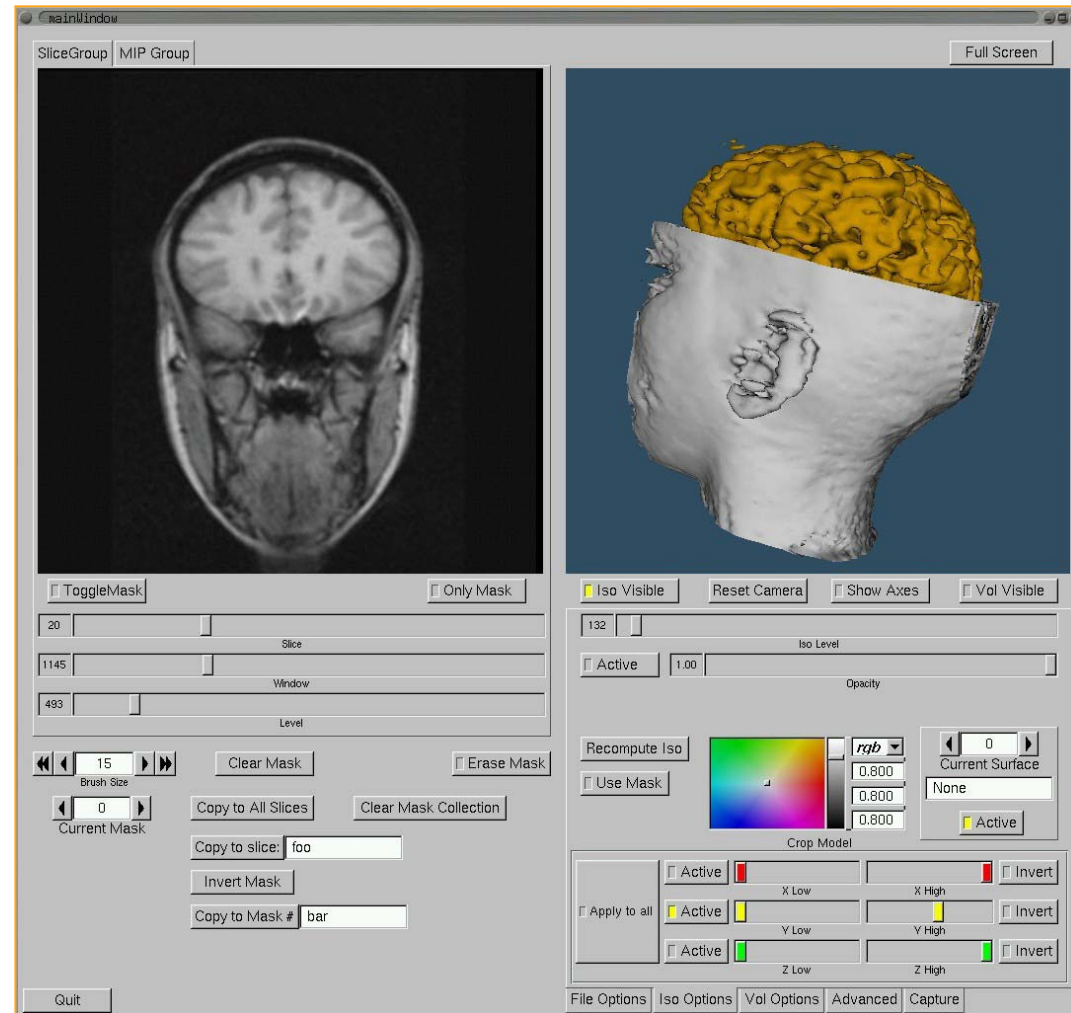 mainWindow
SliceGroup MIP Group
Full Screen
ToggleMask Only Mask
20
Slice
1145
Window
493
Level
15
Brush Size
Clear Mask
Erase Mask
0
Current Mask
Copy to All Slices
Clear Mask Collection
Copy to slice: foo
Invert Mask
Copy to Mask # bar
Quit
Iso Visible Reset Camera Show Axes Vol Visible
132
Iso Level
Active 1.00
Opacity
Recompute Iso
Use Mask
rgb
0.800
0.800
0.800
0
Current Surface
None
Active
Crop Model
Apply to all
Active Invert
X Low X High
Active Invert
Y Low Y High
Active Invert
Z Low Z High
File Options Iso Options Vol Options Advanced Capture